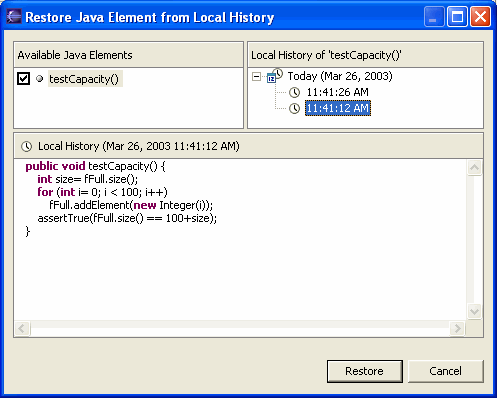 Restore Java Element from Local History
Available Java Elements
testCapacity()
Local History of 'testCapacity()'
Today (Mar 26, 2003)
11:41:26 AM
11:41:12 AM
Local History (Mar 26, 2003 11:41:12 AM)
public void testCapacity() {
int size= fFull.size();
for (int i= 0; i < 100; i++)
fFull.addElement(new Integer(i));
assertTrue(fFull.size() == 100+size);
}
Restore
Cancel